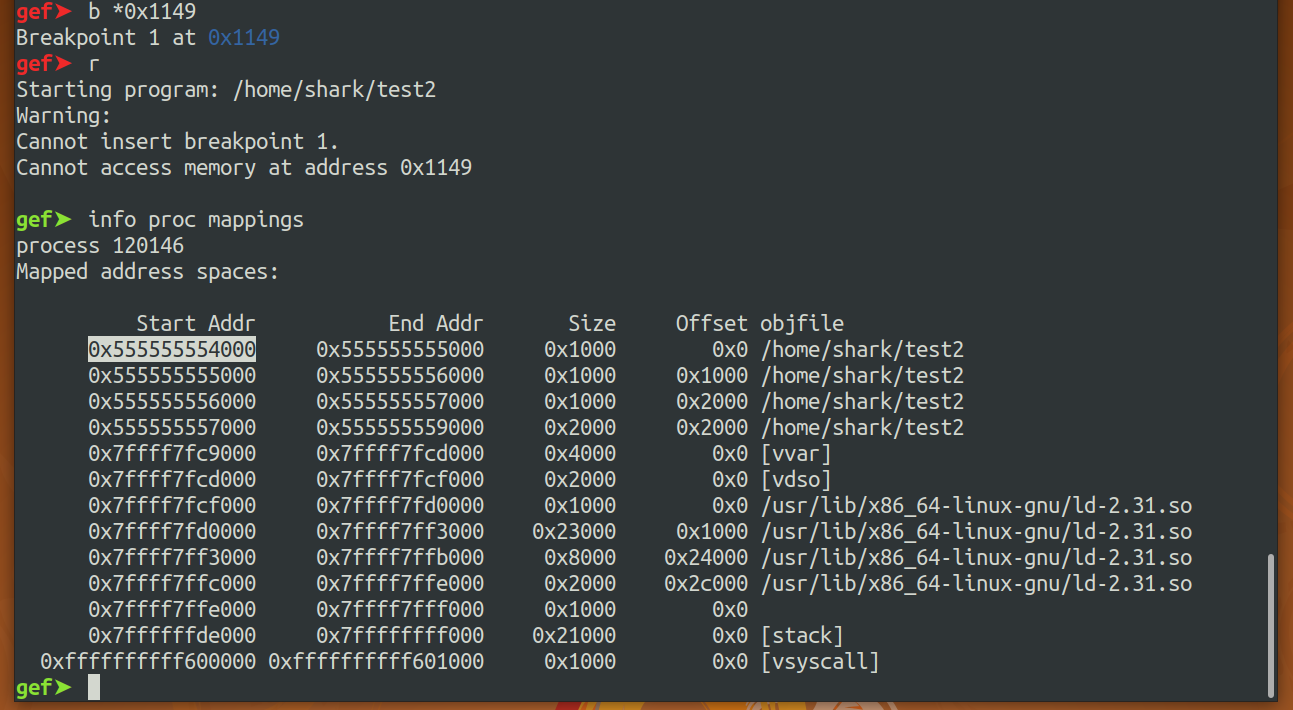 gef➤ b *0x1149
Breakpoint 1 at 0x1149
gef➤ r
Starting program: /home/shark/test2
Warning:
Cannot insert breakpoint 1.
Cannot access memory at address 0x1149
gef➤ info proc mappings
process 120146
Mapped address spaces:
Start Addr End Addr Size Offset objfile
0x555555554000 0x555555555000 0x1000 0x0 /home/shark/test2
0x555555555000 0x555555556000 0x1000 0x1000 /home/shark/test2
0x555555556000 0x555555557000 0x1000 0x2000 /home/shark/test2
0x555555557000 0x555555559000 0x2000 0x2000 /home/shark/test2
0x7ffff7fc9000 0x7ffff7fcd000 0x4000 0x0 [vvar]
0x7ffff7fcd000 0x7ffff7fcf000 0x2000 0x0 [vdso]
0x7ffff7fcf000 0x7ffff7fd0000 0x1000 0x0 /usr/lib/x86_64-linux-gnu/ld-2.31.so
0x7ffff7fd0000 0x7ffff7ff3000 0x23000 0x1000 /usr/lib/x86_64-linux-gnu/ld-2.31.so
0x7ffff7ff3000 0x7ffff7ffb000 0x8000 0x24000 /usr/lib/x86_64-linux-gnu/ld-2.31.so
0x7ffff7ffc000 0x7ffff7ffe000 0x2000 0x2c000 /usr/lib/x86_64-linux-gnu/ld-2.31.so
0x7ffff7ffe000 0x7ffff7fff000 0x1000 0x0
0x7ffffffde000 0x7ffffffff000 0x21000 0x0 [stack]
0xffffffffff600000 0xffffffffff601000 0x1000 0x0 [vsyscall]
gef➤